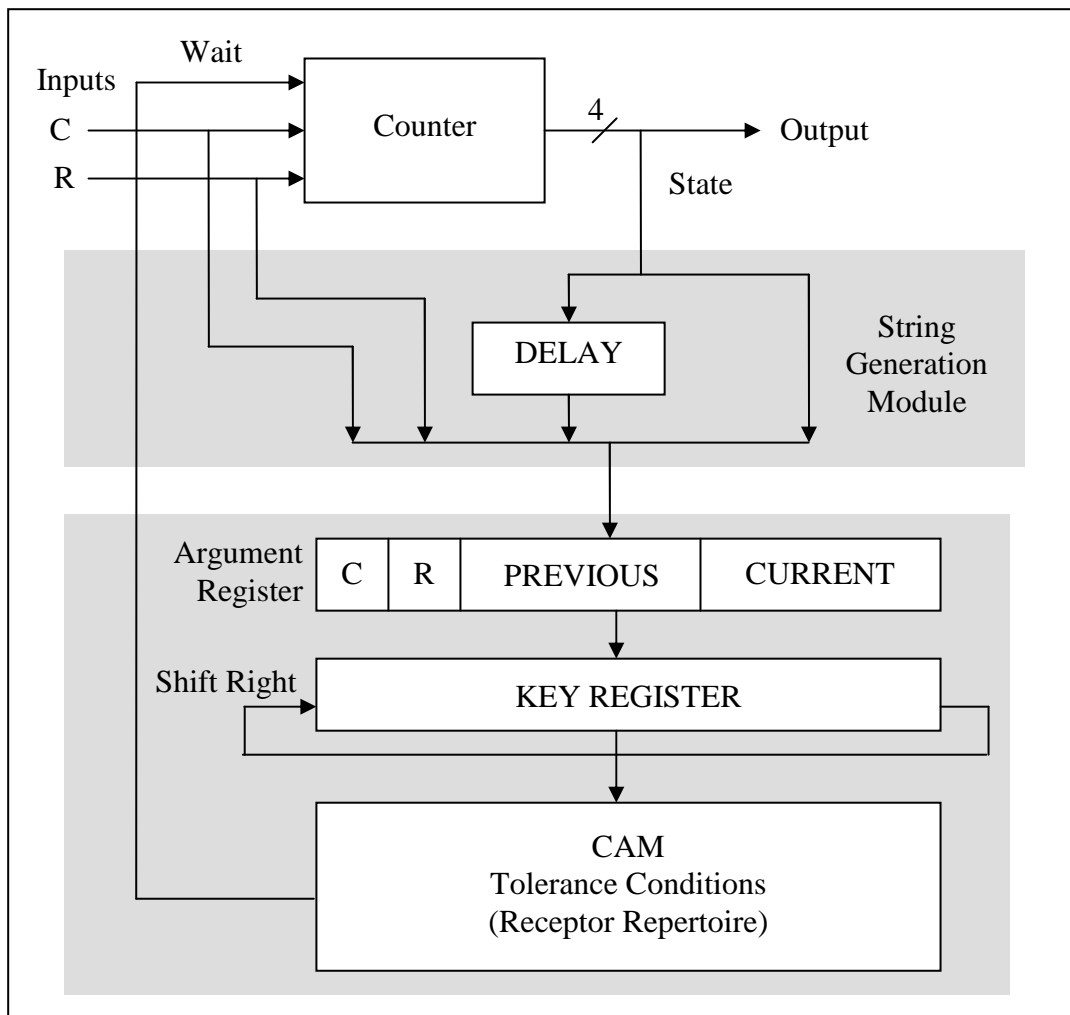 Wait
Inputs
C
R
Counter
4
Output
State
DELAY
String
Generation
Module
Argument
Register
C
R
PREVIOUS
CURRENT
Shift Right
KEY REGISTER
CAM
Tolerance Conditions
(Receptor Repertoire)